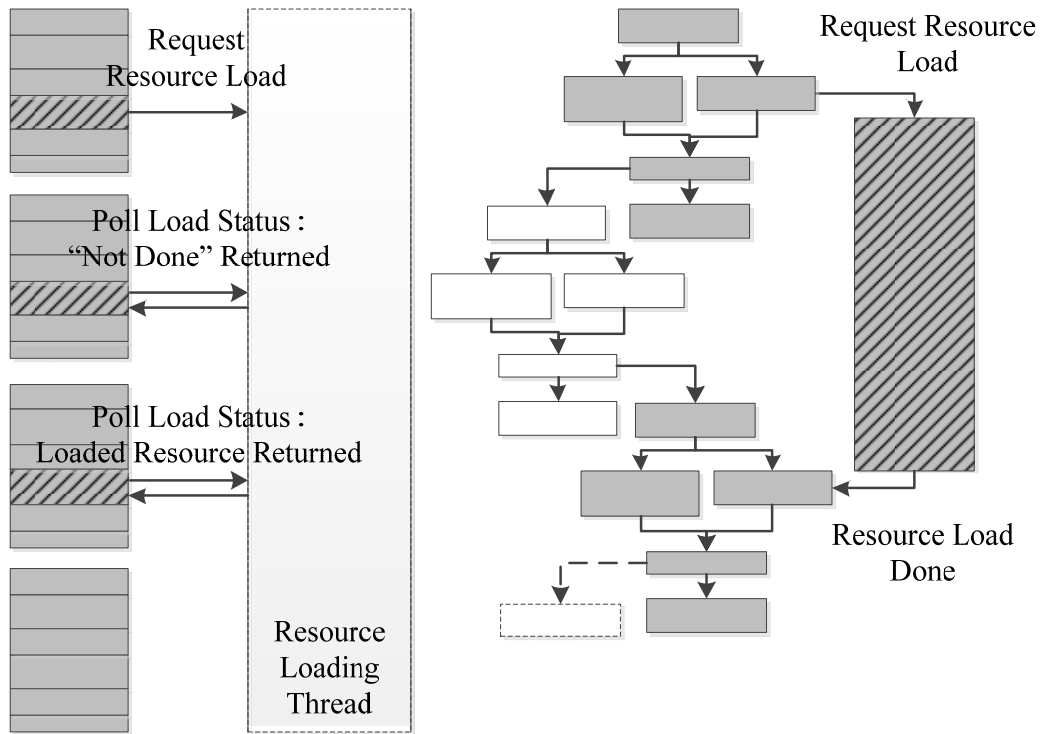 Request
Resource Load
Poll Load Status :
“Not Done” Returned
Poll Load Status :
Loaded Resource Returned
Resource
Loading
Thread
Request Resource
Load
Resource Load
Done